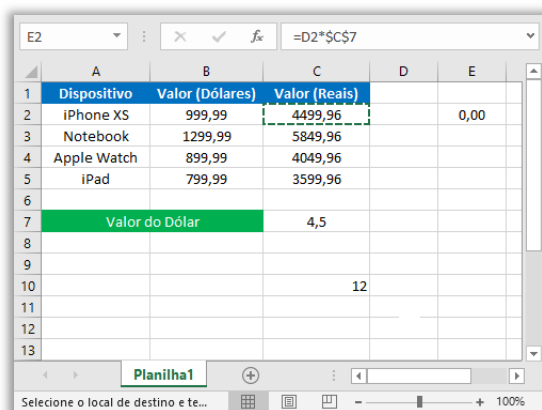 E2 fx =D2*$C$7
A B C D E
1 Dispositivo Valor (Dólares) Valor (Reais)
2 iPhone XS 999,99 4499,96 0,00
3 Notebook 1299,99 5849,96
4 Apple Watch 899,99 4049,96
5 iPad 799,99 3599,96
6
7 Valor do Dólar 4,5
8
9
10 12
11
12
13
Planilha1
Selecione o local de destino e te... 100%